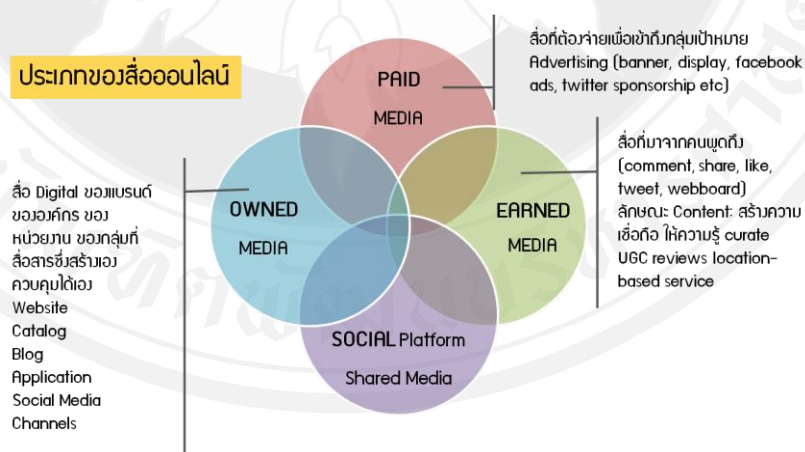 ประเภทของสื่อออนไลน์
PAID
MEDIA
สื่อที่ต้องจ่ายเพื่อเข้าถึงกลุ่มเป้าหมาย
Advertising (banner, display, facebook
ads, twitter sponsorship etc)
สื่อที่มาจากคนพูดถึง
(comment, share, like,
tweet, webboard)
ลักษณะ Content: สร้างความ
เชื่อถือ ให้ความรู้ curate
UGC reviews location-
based service
EARNED
MEDIA
OWNED
MEDIA
สื่อ Digital ของแบรนด์
ขององค์กร ของ
หน่วยงาน ของกลุ่มที่
สื่อสารซึ่งสร้างเอง
ควบคุมได้เอง
Website
Catalog
Blog
Application
Social Media
Channels
SOCIAL Platform
Shared Media